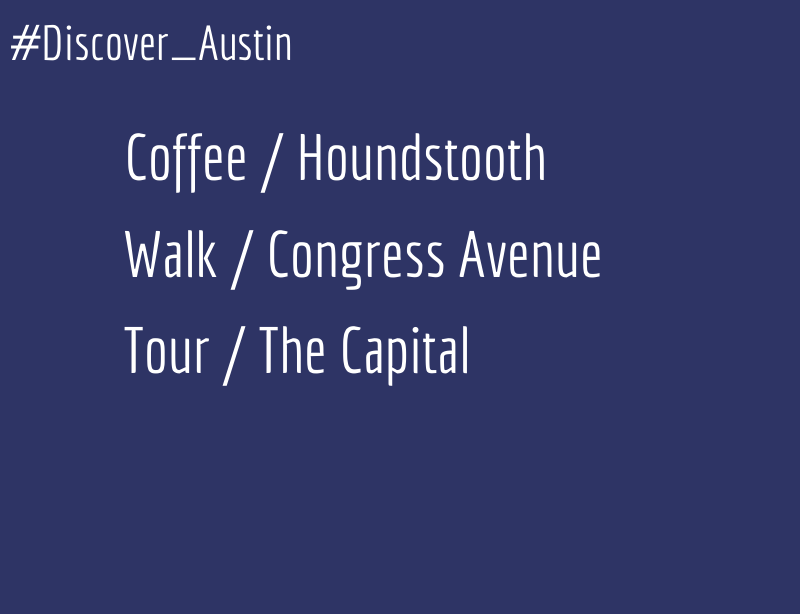 #Discover_Austin
Coffee / Houndstooth
Walk / Congress Avenue
Tour / The Capital